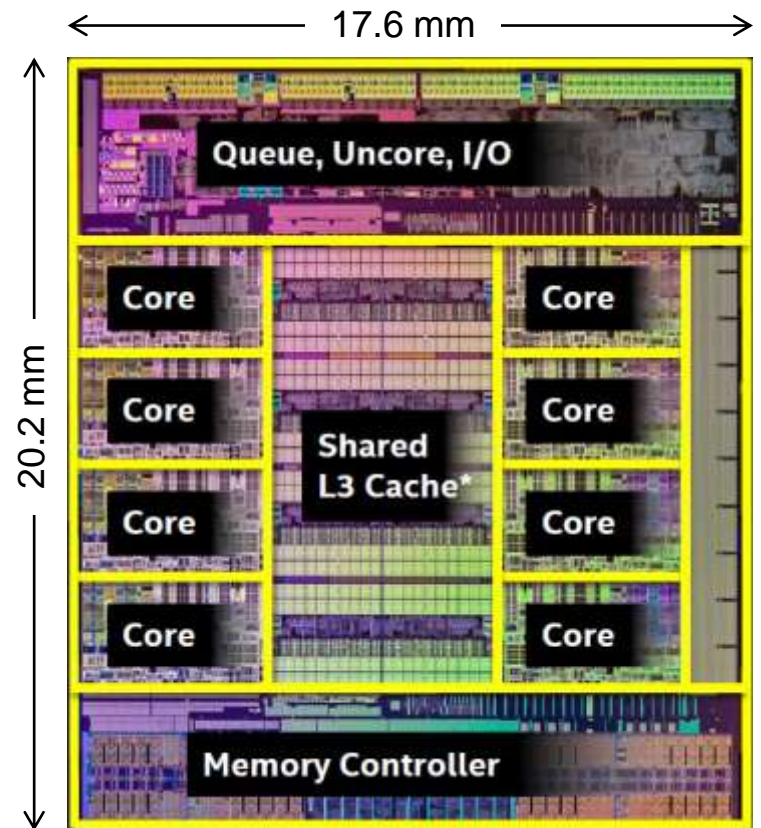 17.6 mm
20.2 mm
Queue, Uncore, I/O
Core
Core
Core
Core
Shared
L3 Cache*
Core
Core
Core
Core
Memory Controller